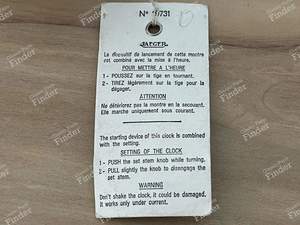 JAEGER
Le dispositif de lancement de cette montre
est combiné avec la mise à l'heure.
POUR METTRE A L'HEURE
1 - POUSSEZ sur la tige en tournant.
2 - TIREZ légèrement sur la tige pour la
dégager.
ATTENTION
Ne détériorez pas la montre en la secouant.
Elle marche uniquement sous courant.
The starting device of this clock is combined
with the setting.
SETTING OF THE CLOCK
1 - PUSH the set stem knob while turning.
2 - PULL slightly the knob to disengage the
set stem.
WARNING
Don't shake the clock, it could be damaged.
It works only under current.